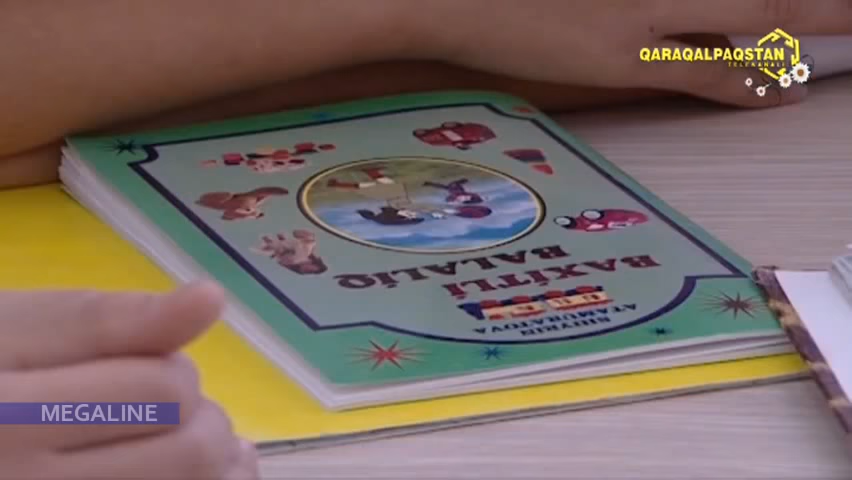 QARAQALPAQSTAN
TELEKANALI
SHIYRIN
ATAMURATOVA
BAXÍTLÍ
BALALÍQ
MEGALINE